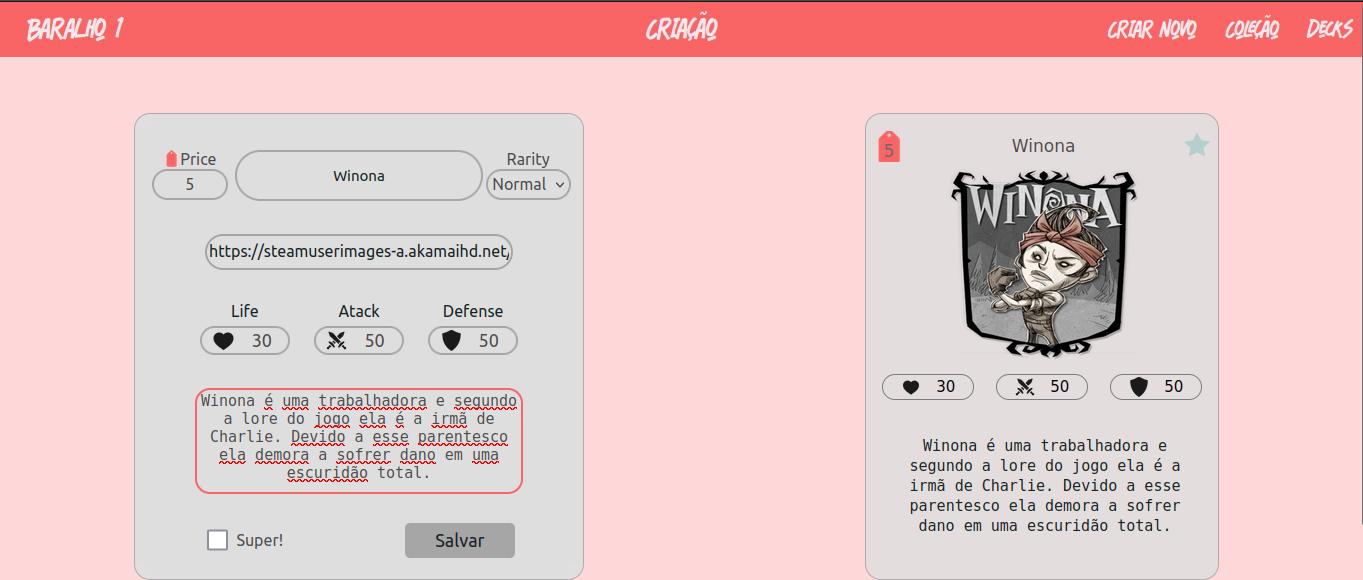 BARALHO 1
CRIAÇÃO
CRIAR NOVO
COLEÇÃO
DECKS
Price
5
Winona
Rarity
Normal
https://steamuserimages-a.akamaihd.net/
Life
Atack
Defense
30
50
50
Winona é uma trabalhadora e segundo
a lore do jogo ela é a irmã de
Charlie. Devido a esse parentesco
ela demora a sofrer dano em uma
escuridão total.
Super!
Salvar
5
Winona
WINONA
30
50
50
Winona é uma trabalhadora e
segundo a lore do jogo ela é a
irmã de Charlie. Devido a esse
parentesco ela demora a sofrer
dano em uma escuridão total.